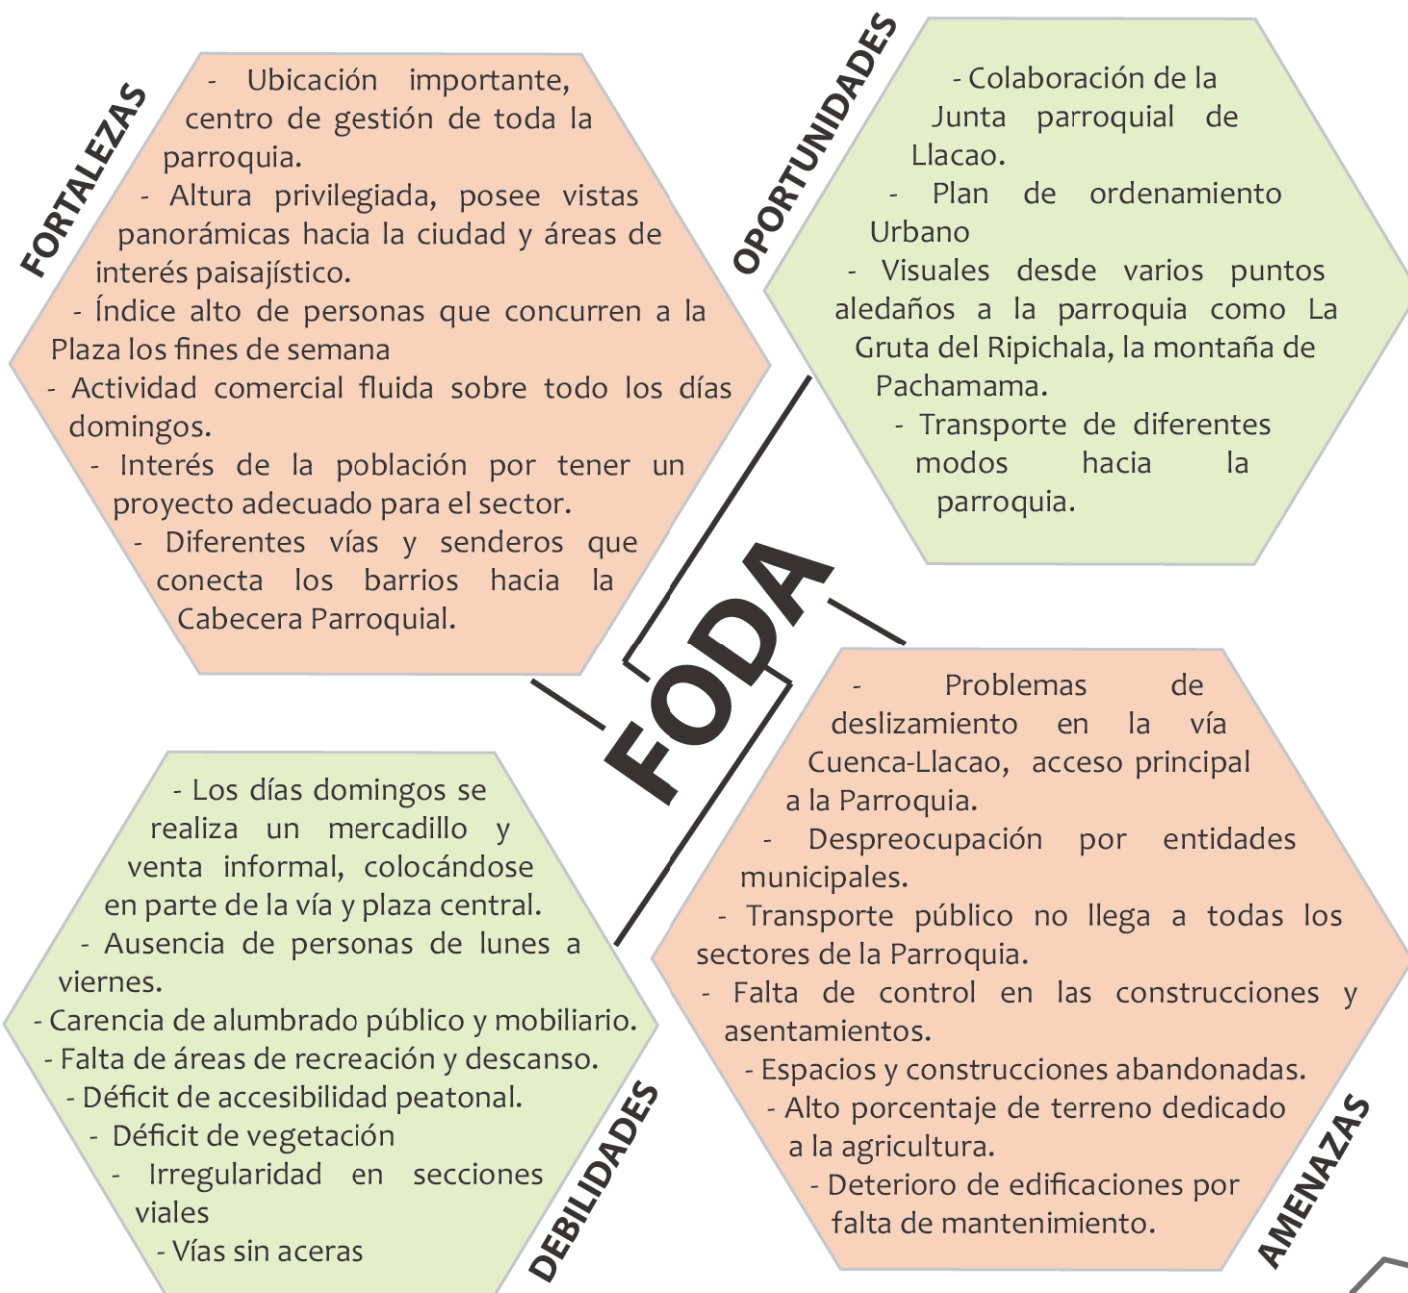 FORTALEZAS
- Ubicación importante,
centro de gestión de toda la
parroquia.
- Altura privilegiada, posee vistas
panorámicas hacia la ciudad y áreas de
interés paisajístico.
- Índice alto de personas que concurren a la
Plaza los fines de semana
- Actividad comercial fluida sobre todo los días
domingos.
- Interés de la población por tener un
proyecto adecuado para el sector.
- Diferentes vías y senderos que
conecta los barrios hacia la
Cabecera Parroquial.
OPORTUNIDADES
- Colaboración de la
Junta parroquial de
Llacao.
- Plan de ordenamiento
Urbano
- Visuales desde varios puntos
aledaños a la parroquia como La
Gruta del Ripichala, la montaña de
Pachamama.
- Transporte de diferentes
modos hacia la
parroquia.
FODA
- Los días domingos se
realiza un mercadillo y
venta informal, colocándose
en parte de la vía y plaza central.
- Ausencia de personas de lunes a
viernes.
- Carencia de alumbrado público y mobiliario.
- Falta de áreas de recreación y descanso.
- Déficit de accesibilidad peatonal.
- Déficit de vegetación
- Irregularidad en secciones
viales
- Vías sin aceras
DEBILIDADES
- Problemas de
deslizamiento en la vía
Cuenca-Llacao, acceso principal
a la Parroquia.
- Despreocupación por entidades
municipales.
- Transporte público no llega a todas los
sectores de la Parroquia.
- Falta de control en las construcciones y
asentamientos.
- Espacios y construcciones abandonadas.
- Alto porcentaje de terreno dedicado
a la agricultura.
- Deterioro de edificaciones por
falta de mantenimiento.
AMENAZAS